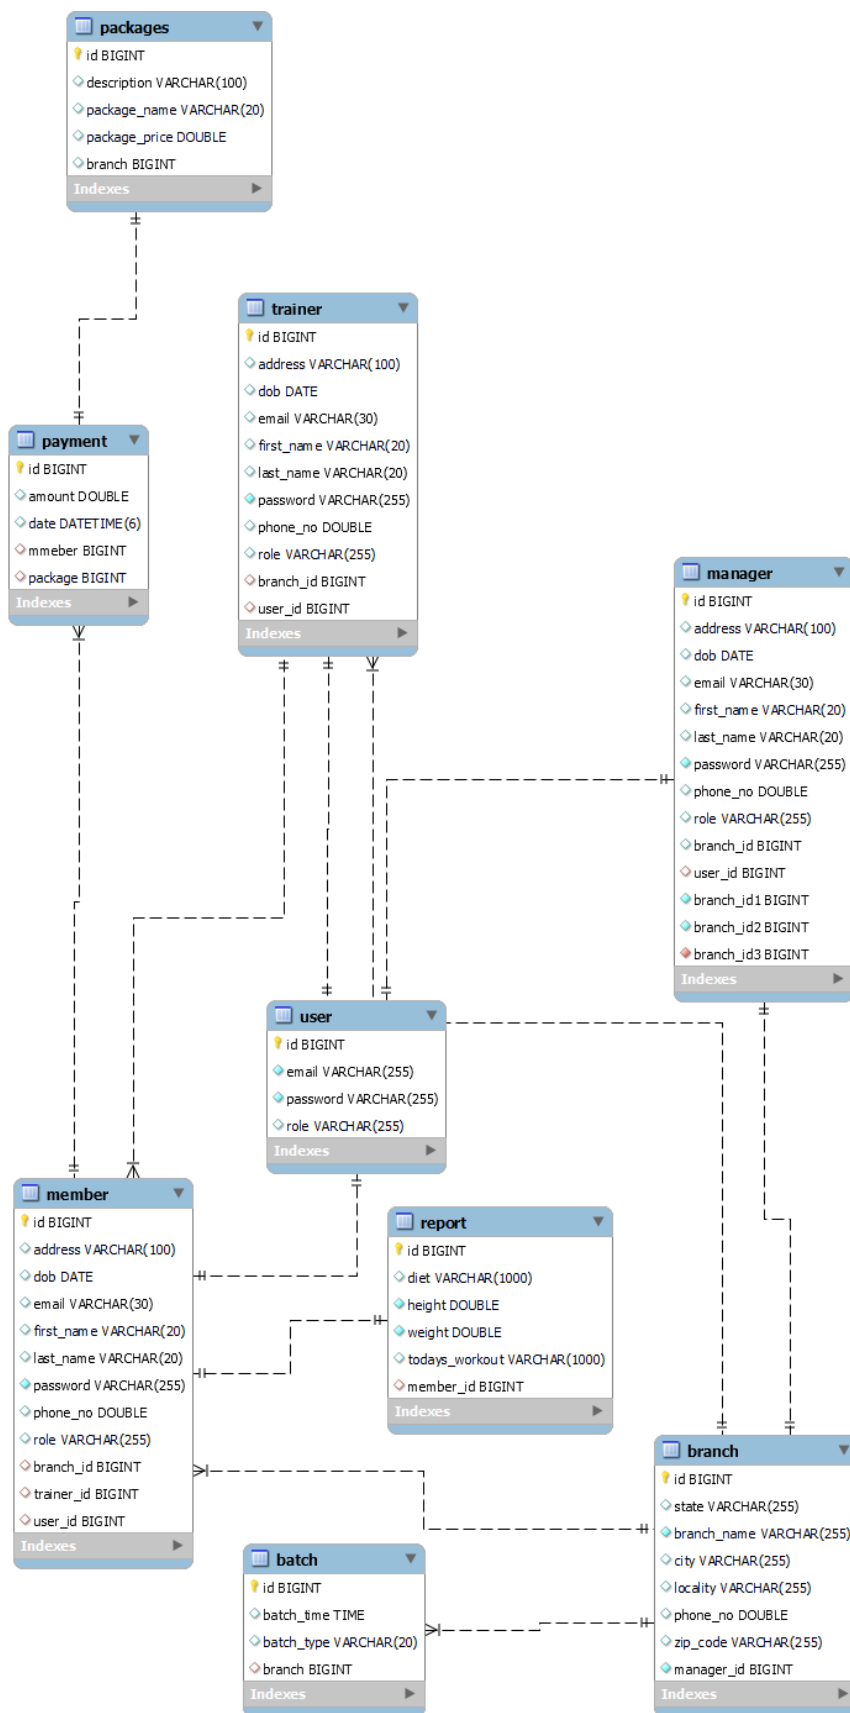 packages
id BIGINT
description VARCHAR(100)
package_name VARCHAR(20)
package_price DOUBLE
branch BIGINT
Indexes
trainer
id BIGINT
address VARCHAR(100)
dob DATE
email VARCHAR(30)
first_name VARCHAR(20)
last_name VARCHAR(20)
password VARCHAR(255)
phone_no DOUBLE
role VARCHAR(255)
branch_id BIGINT
user_id BIGINT
Indexes
payment
id BIGINT
amount DOUBLE
date DATETIME(6)
mmeber BIGINT
package BIGINT
Indexes
manager
id BIGINT
address VARCHAR(100)
dob DATE
email VARCHAR(30)
first_name VARCHAR(20)
last_name VARCHAR(20)
password VARCHAR(255)
phone_no DOUBLE
role VARCHAR(255)
branch_id BIGINT
user_id BIGINT
branch_id1 BIGINT
branch_id2 BIGINT
branch_id3 BIGINT
Indexes
user
id BIGINT
email VARCHAR(255)
password VARCHAR(255)
role VARCHAR(255)
Indexes
member
id BIGINT
address VARCHAR(100)
dob DATE
email VARCHAR(30)
first_name VARCHAR(20)
last_name VARCHAR(20)
password VARCHAR(255)
phone_no DOUBLE
role VARCHAR(255)
branch_id BIGINT
trainer_id BIGINT
user_id BIGINT
Indexes
report
id BIGINT
diet VARCHAR(1000)
height DOUBLE
weight DOUBLE
todays_workout VARCHAR(1000)
member_id BIGINT
Indexes
branch
id BIGINT
state VARCHAR(255)
branch_name VARCHAR(255)
city VARCHAR(255)
locality VARCHAR(255)
phone_no DOUBLE
zip_code VARCHAR(255)
manager_id BIGINT
Indexes
batch
id BIGINT
batch_time TIME
batch_type VARCHAR(20)
branch BIGINT
Indexes